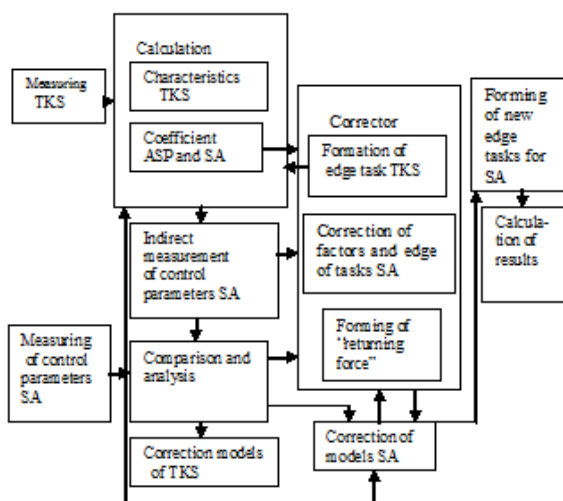 Calculation
Measuring
TKS
Characteristics
TKS
Coefficient
ASP and SA
Indirect
measurement
of control
parameters SA
Measuring
of control
parameters
SA
Comparison and
analysis
Correction models
of TKS
Corrector
Formation of
edge task TKS
Correction of
factors and edge
of tasks SA
Forming of
"returning
force"
Correction of
models SA
Forming
of new
edge
tasks for
SA
Calcula-
tion of
results